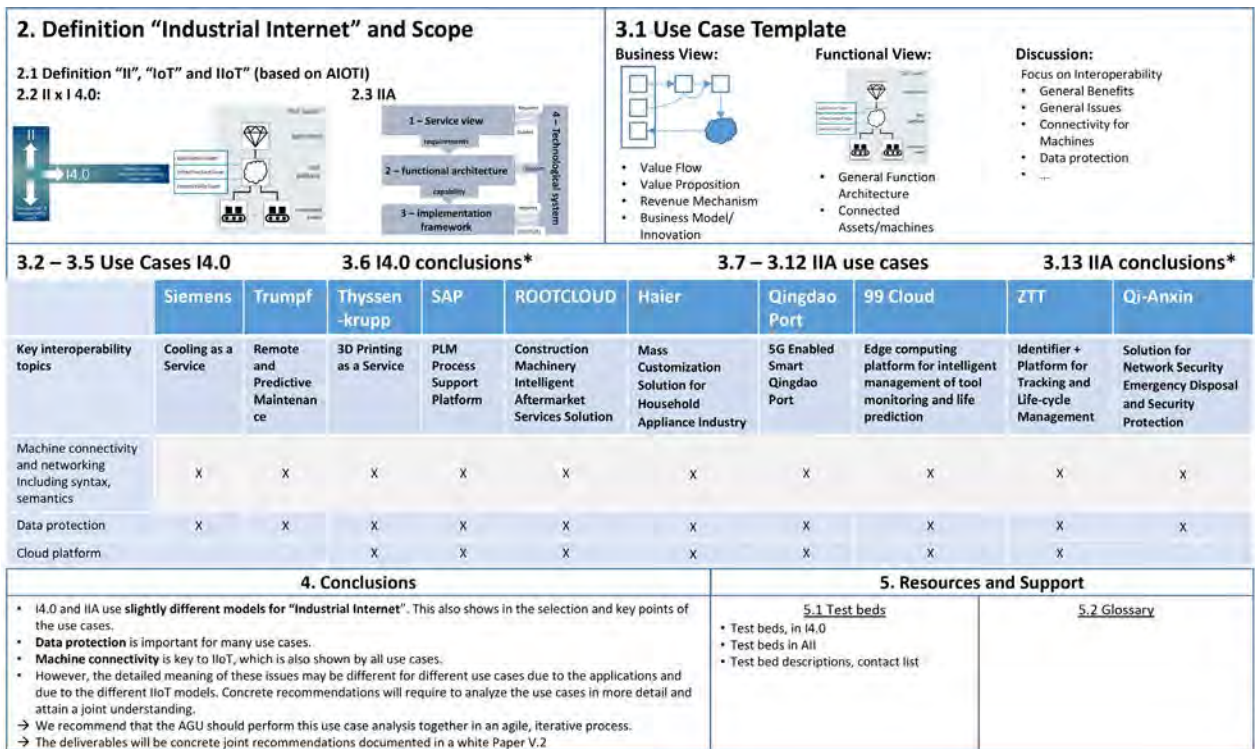 2. Definition "Industrial Internet" and Scope
2.1 Definition "II", "IoT" and IIoT" (based on AIOTI)
2.2 II x I 4.0:
2.3 IIA
II
I4.0
1 – Service view
requirements
2 – functional architecture
capability
3 – implementation
framework
4 – Technological system
3.1 Use Case Template
Business View:
• Value Flow
• Value Proposition
• Revenue Mechanism
• Business Model/
Innovation
Functional View:
• General Function
Architecture
• Connected
Assets/machines
Discussion:
Focus on Interoperability
• General Benefits
• General Issues
• Connectivity for
Machines
• Data protection
• ...
3.2 – 3.5 Use Cases I4.0
3.6 I4.0 conclusions*
3.7 – 3.12 IIA use cases
3.13 IIA conclusions*
Siemens
Trumpf
Thyssen
-krupp
SAP
ROOTCLOUD
Haier
Qingdao
Port
99 Cloud
ZTT
Qi-Anxin
Key interoperability
topics
Cooling as a
Service
Remote
and
Predictive
Maintenan
ce
3D Printing
as a Service
PLM
Process
Support
Platform
Construction
Machinery
Intelligent
Aftermarket
Services Solution
Mass
Customization
Solution for
Household
Appliance Industry
5G Enabled
Smart
Qingdao
Port
Edge computing
platform for intelligent
management of tool
monitoring and life
prediction
Identifier +
Platform for
Tracking and
Life-cycle
Management
Solution for
Network Security
Emergency Disposal
and Security
Protection
Machine connectivity
and networking
Including syntax,
semantics
X X X X X X X X X X
Data protection
X X X X X X X X X X
Cloud platform
X X X X X X X
4. Conclusions
• I4.0 and IIA use slightly different models for "Industrial Internet". This also shows in the selection and key points of
the use cases.
• Data protection is important for many use cases.
• Machine connectivity is key to IIoT, which is also shown by all use cases.
• However, the detailed meaning of these issues may be different for different use cases due to the applications and
due to the different IIoT models. Concrete recommendations will require to analyze the use cases in more detail and
attain a joint understanding.
→ We recommend that the AGU should perform this use case analysis together in an agile, iterative process.
→ The deliverables will be concrete joint recommendations documented in a white Paper V.2
5. Resources and Support
5.1 Test beds
• Test beds, in I4.0
• Test beds in AII
• Test bed descriptions, contact list
5.2 Glossary